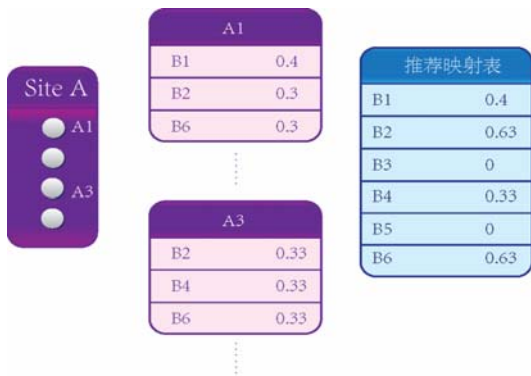 Site A
A1
A3
A1
B1 0.4
B2 0.3
B6 0.3
A3
B2 0.33
B4 0.33
B6 0.33
推荐映射表
B1 0.4
B2 0.63
B3 0
B4 0.33
B5 0
B6 0.63